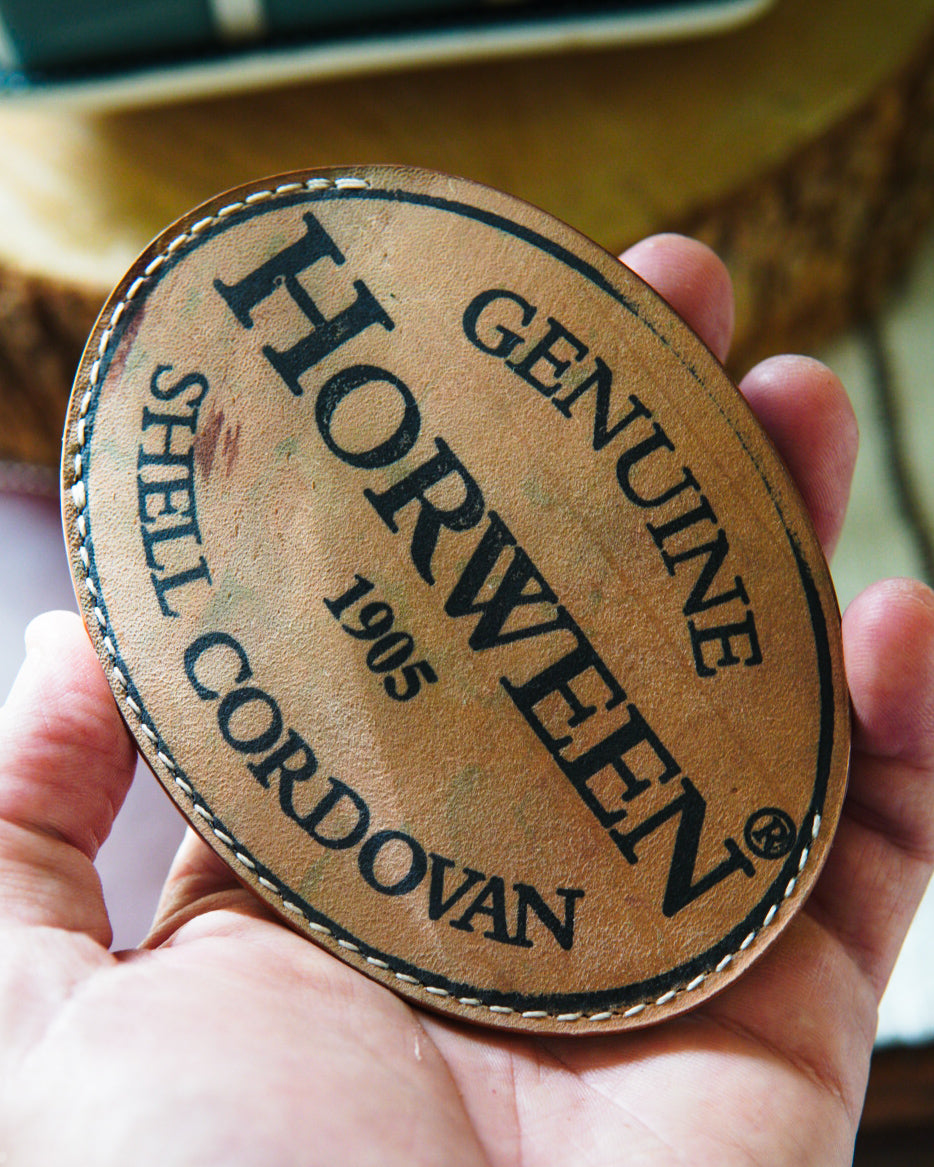 GENUINE
HORWEEN®
1905
SHELL CORDOVAN